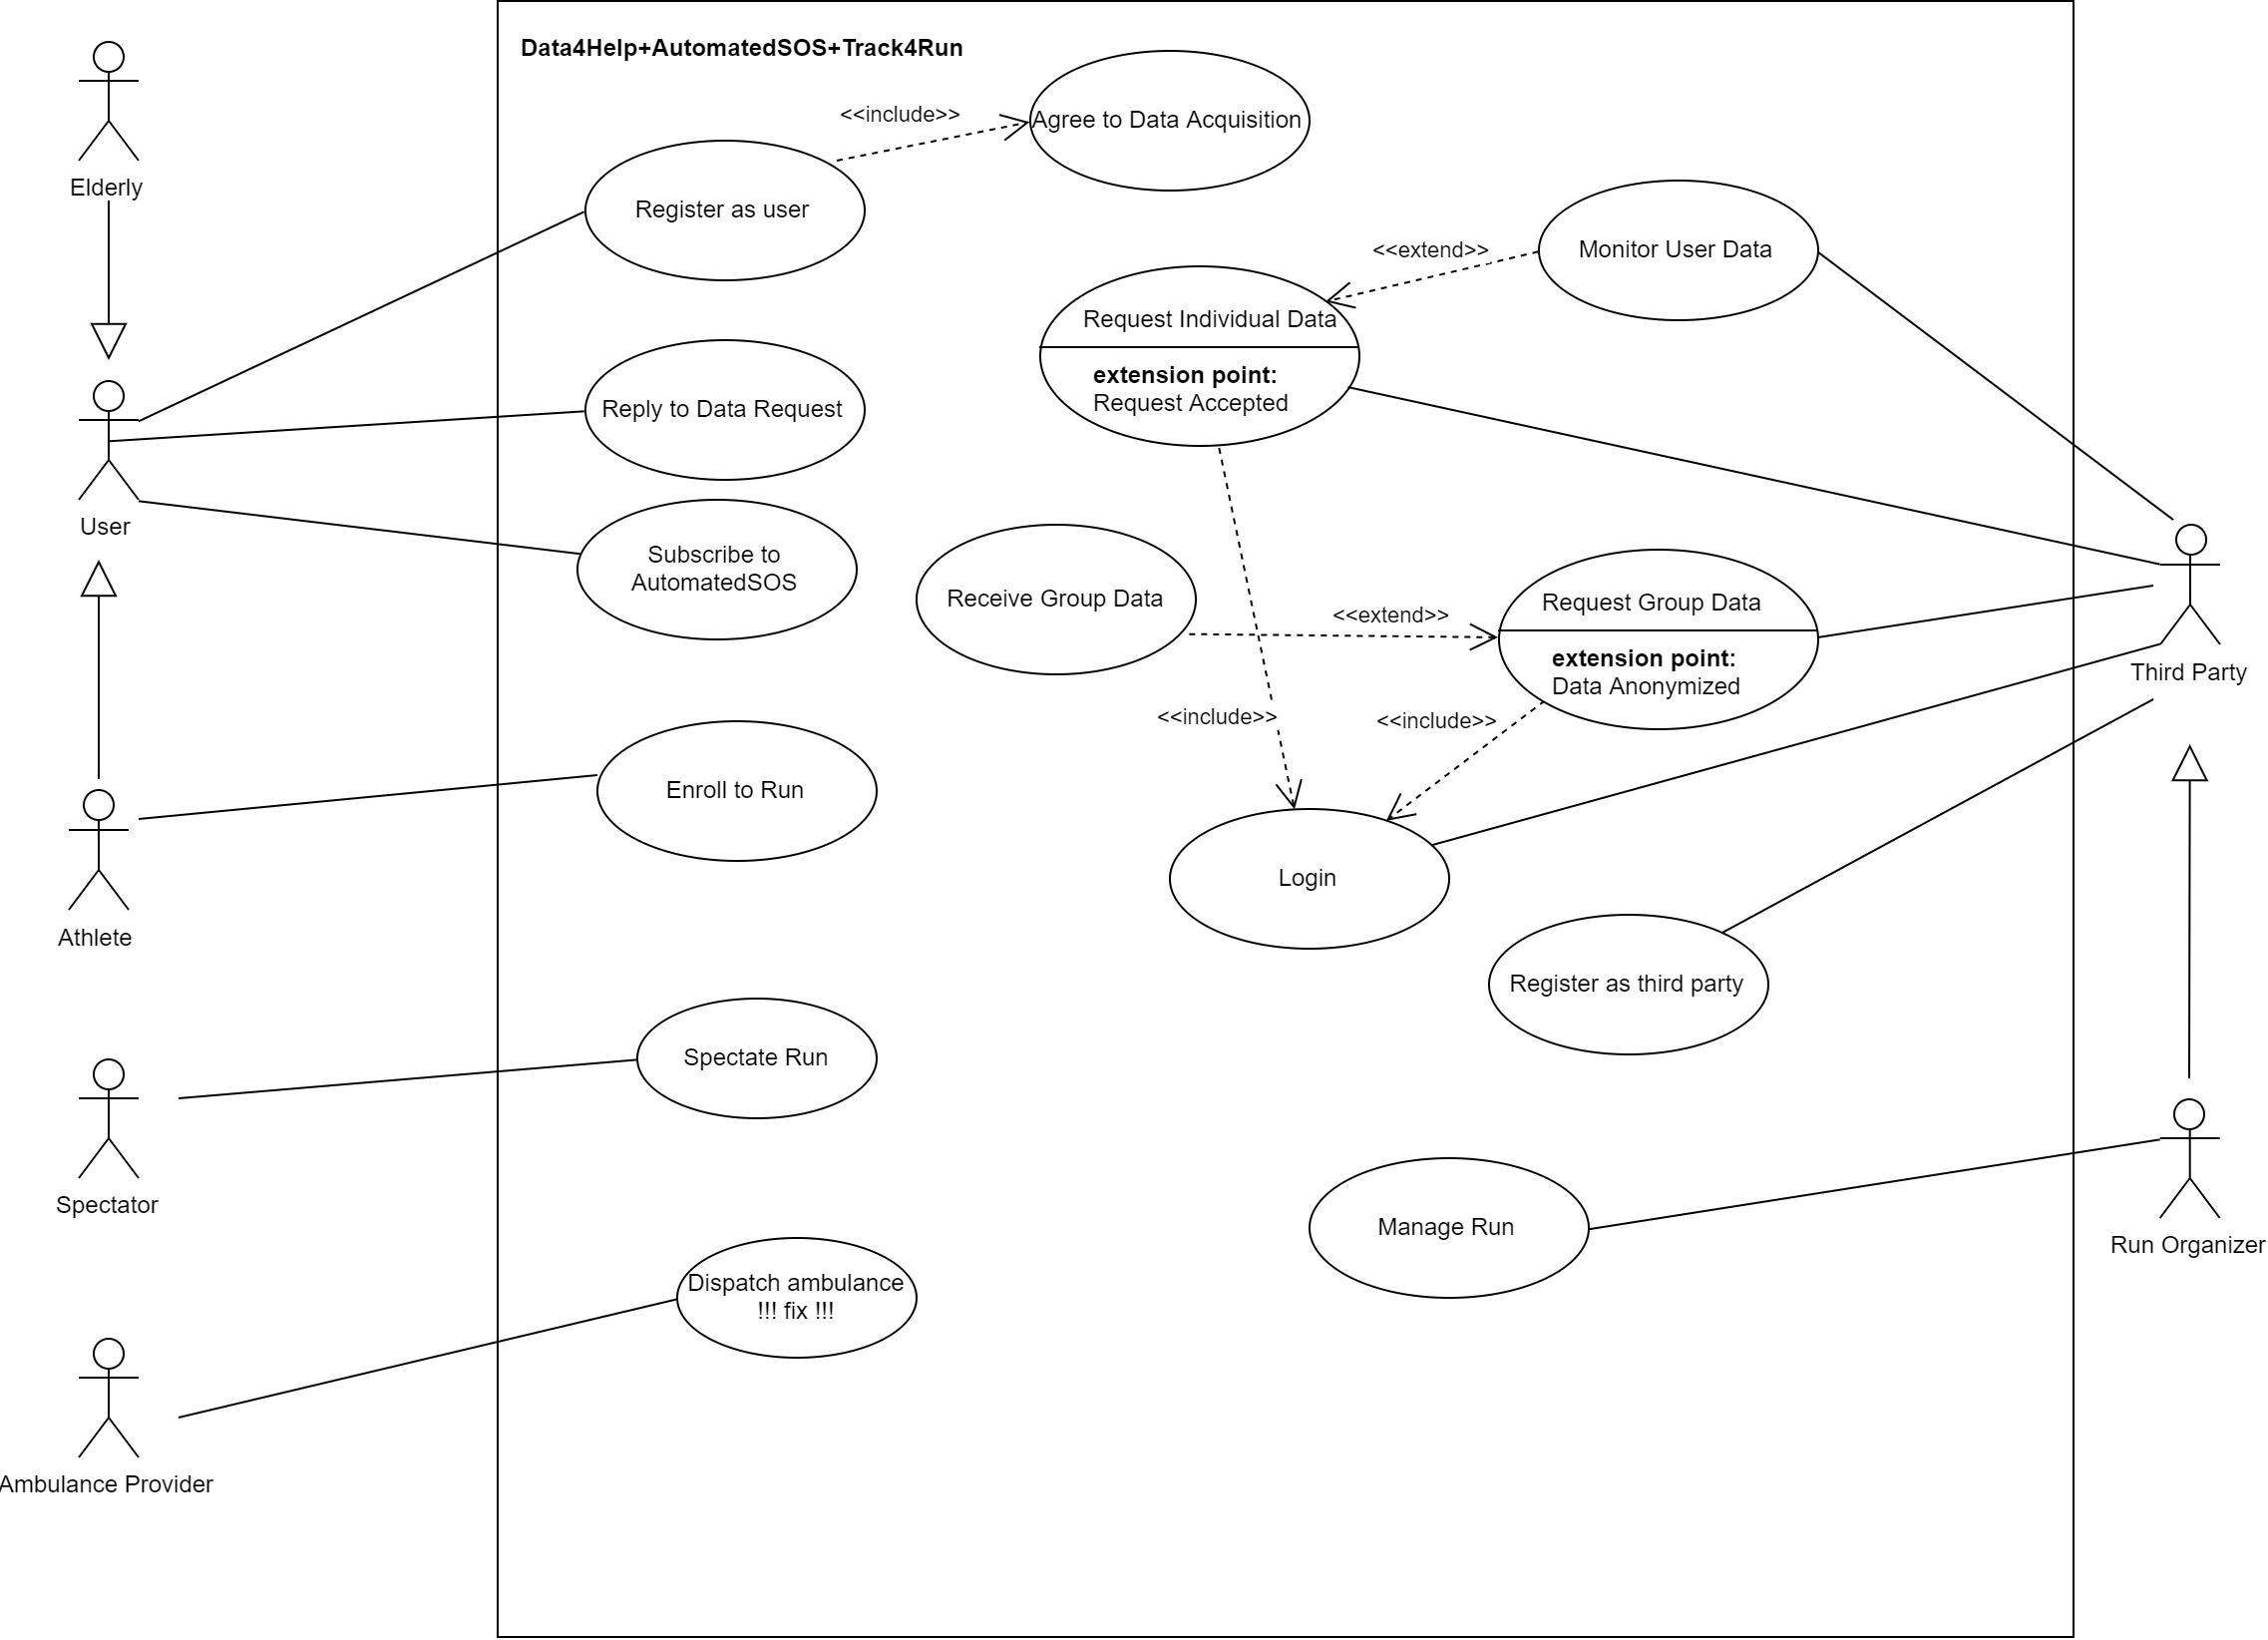 Data4Help+AutomatedSOS+Track4Run
<<include>>
Agree to Data Acquisition
Elderly
Register as user
<<extend>>
Monitor User Data
Request Individual Data
extension point:
Request Accepted
Reply to Data Request
User
Subscribe to
AutomatedSOS
Receive Group Data
<<extend>>
Request Group Data
extension point:
Data Anonymized
Third Party
<<include>>
<<include>>
Enroll to Run
Login
Athlete
Register as third party
Spectate Run
Spectator
Manage Run
Run Organizer
Dispatch ambulance
!!! fix !!!
Ambulance Provider